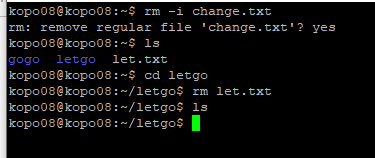 kopo08@kopo08:~$ rm -i change.txt
rm: remove regular file 'change.txt'? yes
kopo08@kopo08:~$ ls
gogo letgo let.txt
kopo08@kopo08:~$ cd letgo
kopo08@kopo08:~/letgo$ rm let.txt
kopo08@kopo08:~/letgo$ ls
kopo08@kopo08:~/letgo$